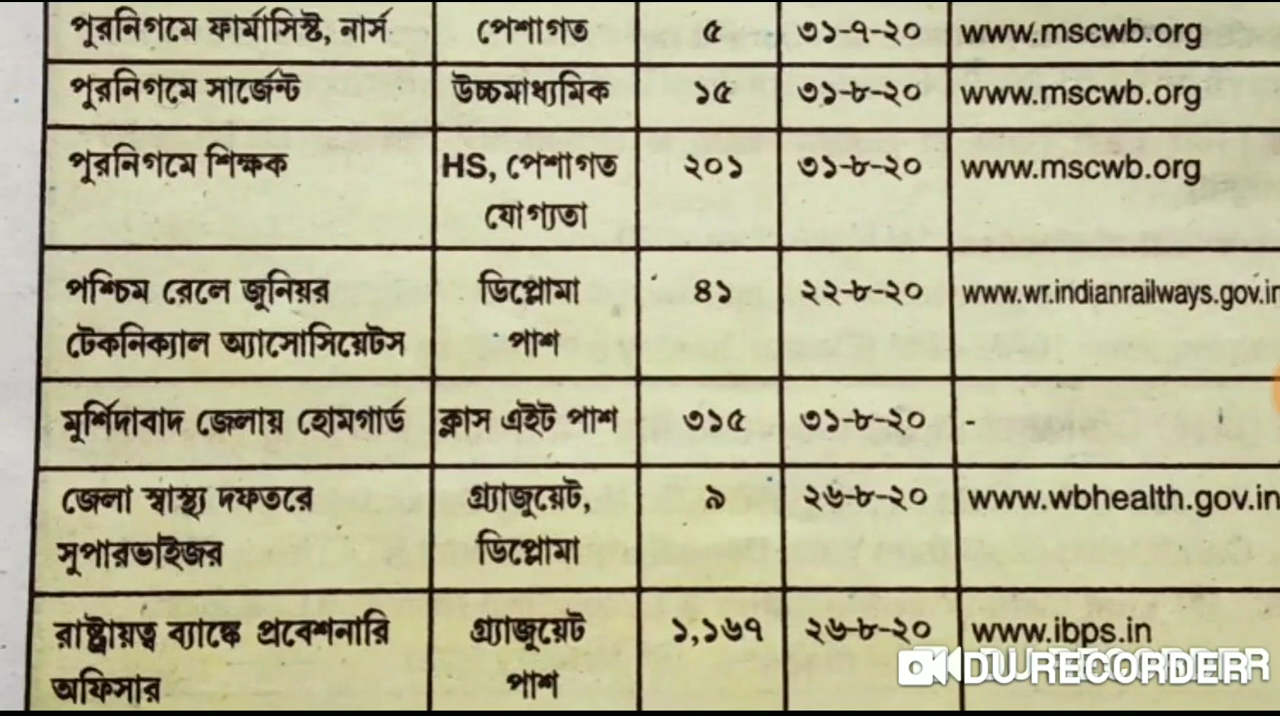 পুরনিগমে ফার্মাসিস্ট, নার্স পেশাগত ৫ ৩১-৭-২০ www.mscwb.org
পুরনিগমে সার্জেন্ট উচ্চমাধ্যমিক ১৫ ৩১-৮-২০ www.mscwb.org
পুরনিগমে শিক্ষক HS, পেশাগত ২০১ ৩১-৮-২০ www.mscwb.org
যোগ্যতা
পশ্চিম রেলে জুনিয়র ডিপ্লোমা ৪১ ২২-৮-২০ www.wr.indianrailways.gov.in
টেকনিক্যাল অ্যাসোসিয়েটস পাশ
মুর্শিদাবাদ জেলায় হোমগার্ড ক্লাস এইট পাশ ৩১৫ ৩১-৮-২০ -
জেলা স্বাস্থ্য দফতরে গ্র্যাজুয়েট, ৯ ২৬-৮-২০ www.wbhealth.gov.in
সুপারভাইজর ডিপ্লোমা
রাষ্ট্রায়ত্ব ব্যাঙ্কে প্রবেশনারি গ্র্যাজুয়েট ১,১৬৭ ২৬-৮-২০ www.ibps.in
অফিসার পাশ
DU RECORDER